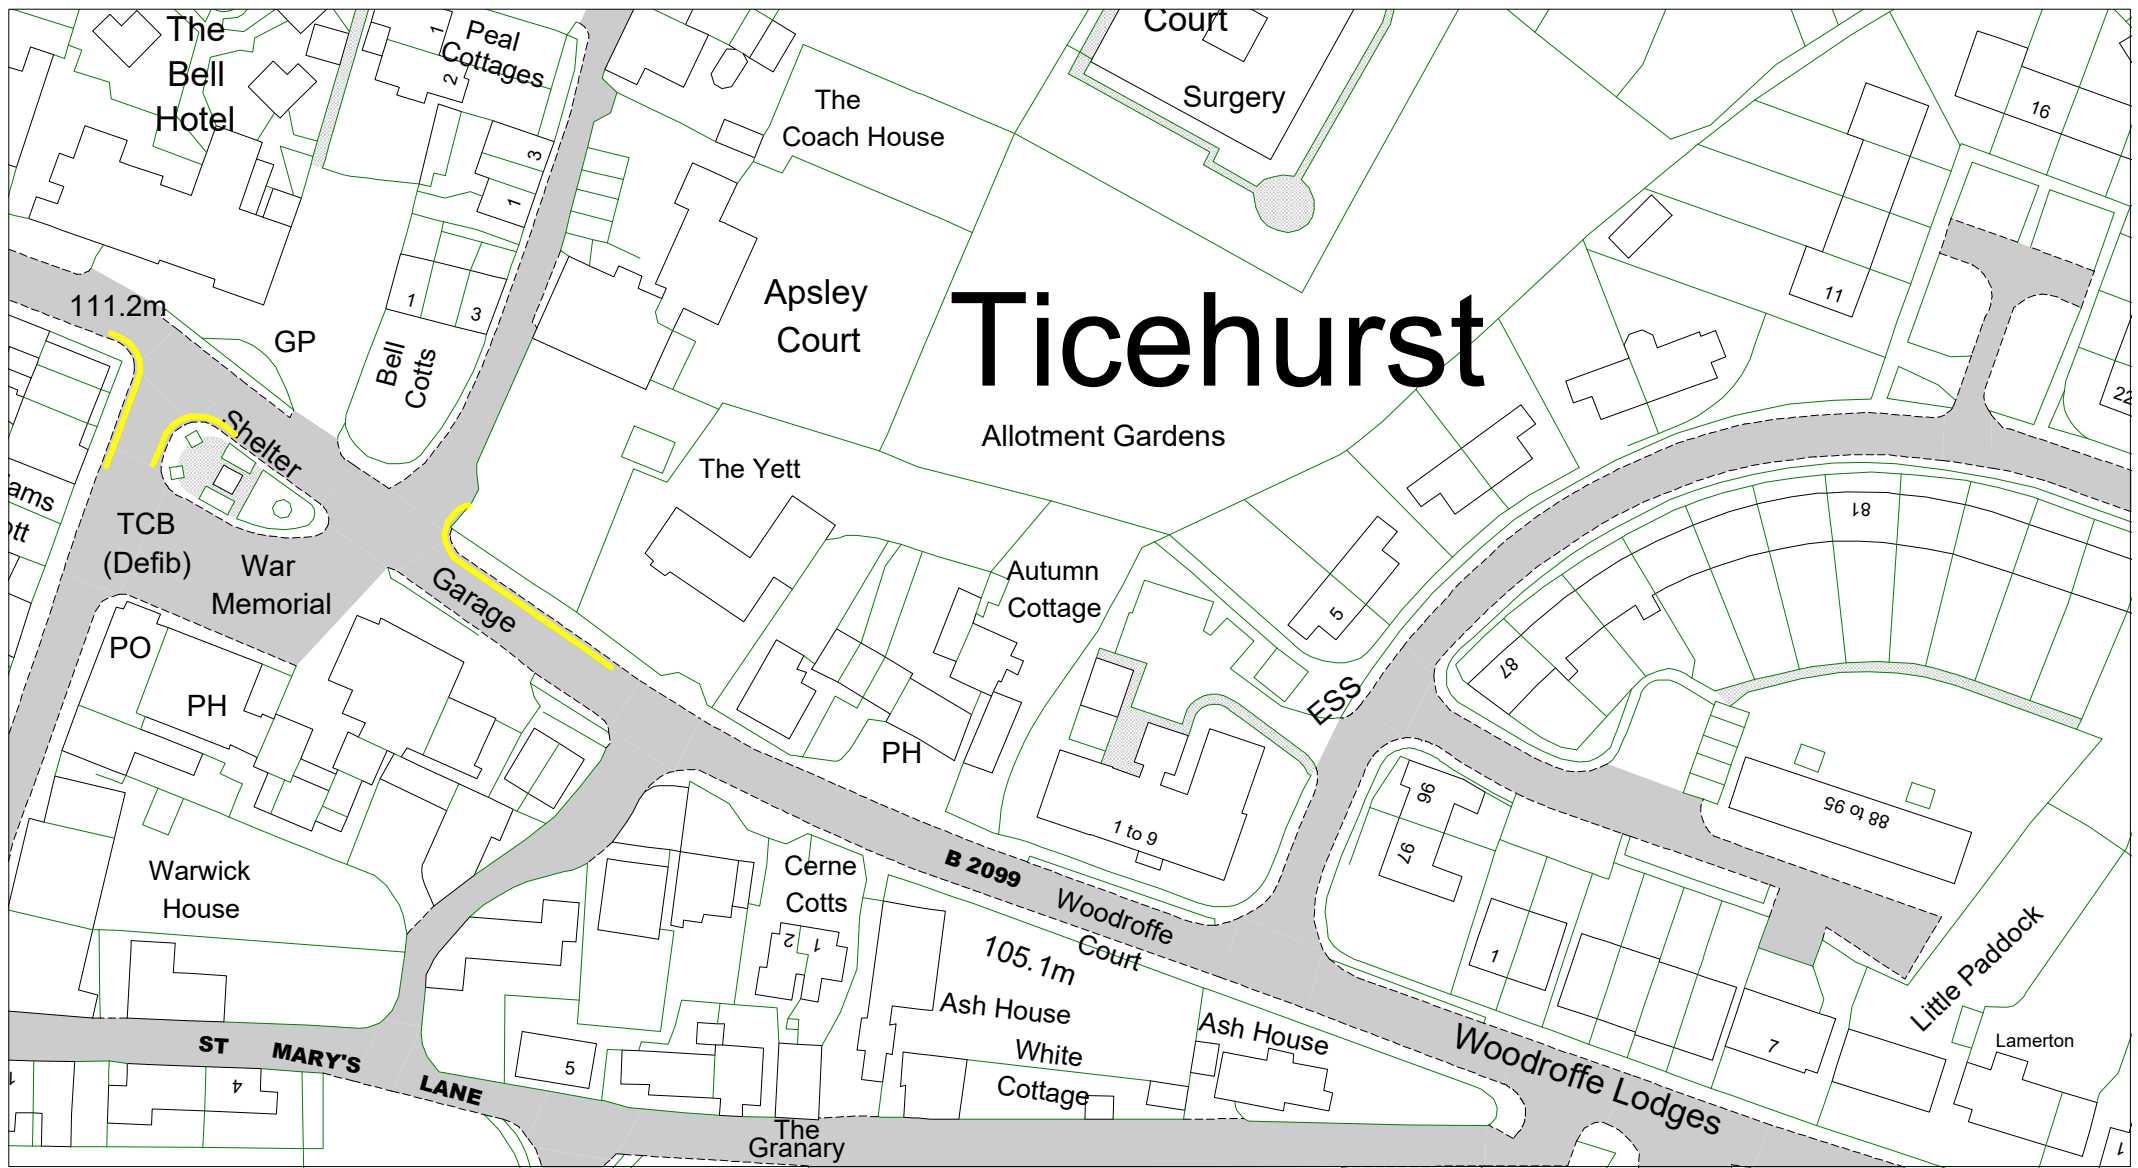 The
Bell
Hotel
1
Peal
Cottages
2
3
1
Court
Surgery
The
Coach House
16
11
22
111.2m
GP
1
3
Bell
Cotts
Apsley
Court
Ticehurst
Allotment Gardens
Shelter
The Yett
ams
ott
TCB
(Defib)
War
Memorial
Garage
Autumn
Cottage
5
81
87
ESS
PO
PH
PH
96
97
1 to 9
88 to 95
Warwick
House
Cerne
Cotts
2
1
B 2099
Woodroffe
Court
105.1m
1
7
Little Paddock
Lamerton
Ash House
White
Cottage
Ash House
Woodroffe Lodges
ST MARY'S LANE
5
4
1
The
Granary
1